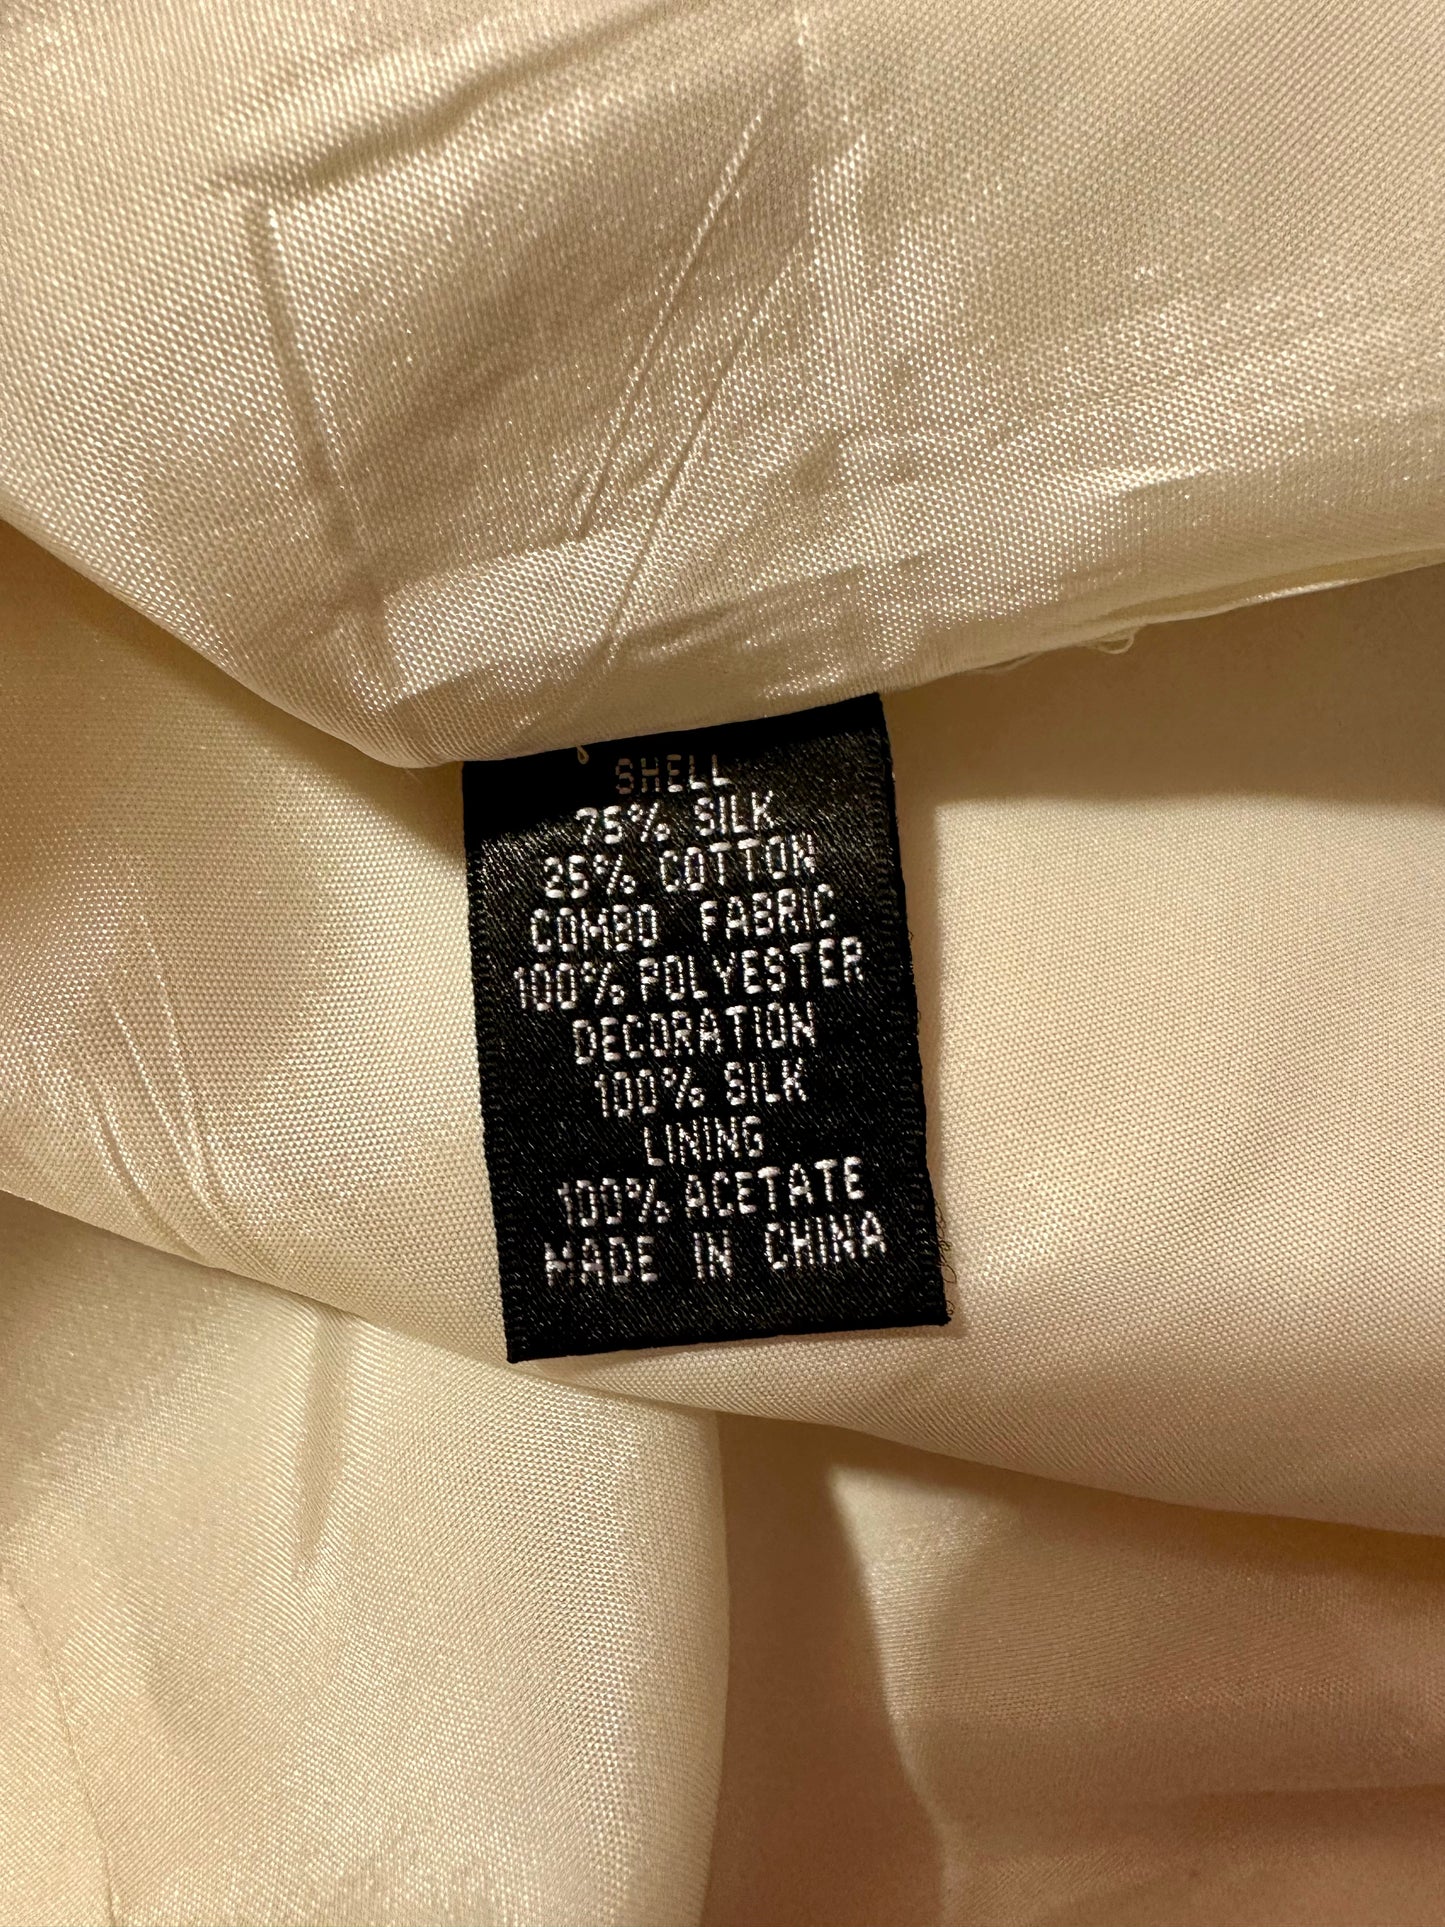 SHELL
75% SILK
25% COTTON
COMBO FABRIC
100% POLYESTER
DECORATION
100% SILK
LINING
100% ACETATE
MADE IN CHINA